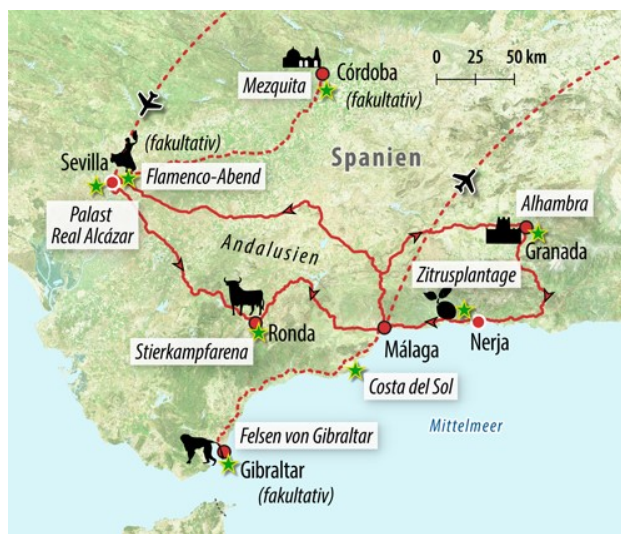 0 25 50 km
Mezquita
Córdoba
(fakultativ)
Spanien
(fakultativ)
Sevilla
Flamenco-Abend
Palast
Real Alcázar
Alhambra
Granada
Andalusien
Zitrusplantage
Ronda
Stierkampfarena
Málaga
Nerja
Costa del Sol
Mittelmeer
Felsen von Gibraltar
Gibraltar
(fakultativ)